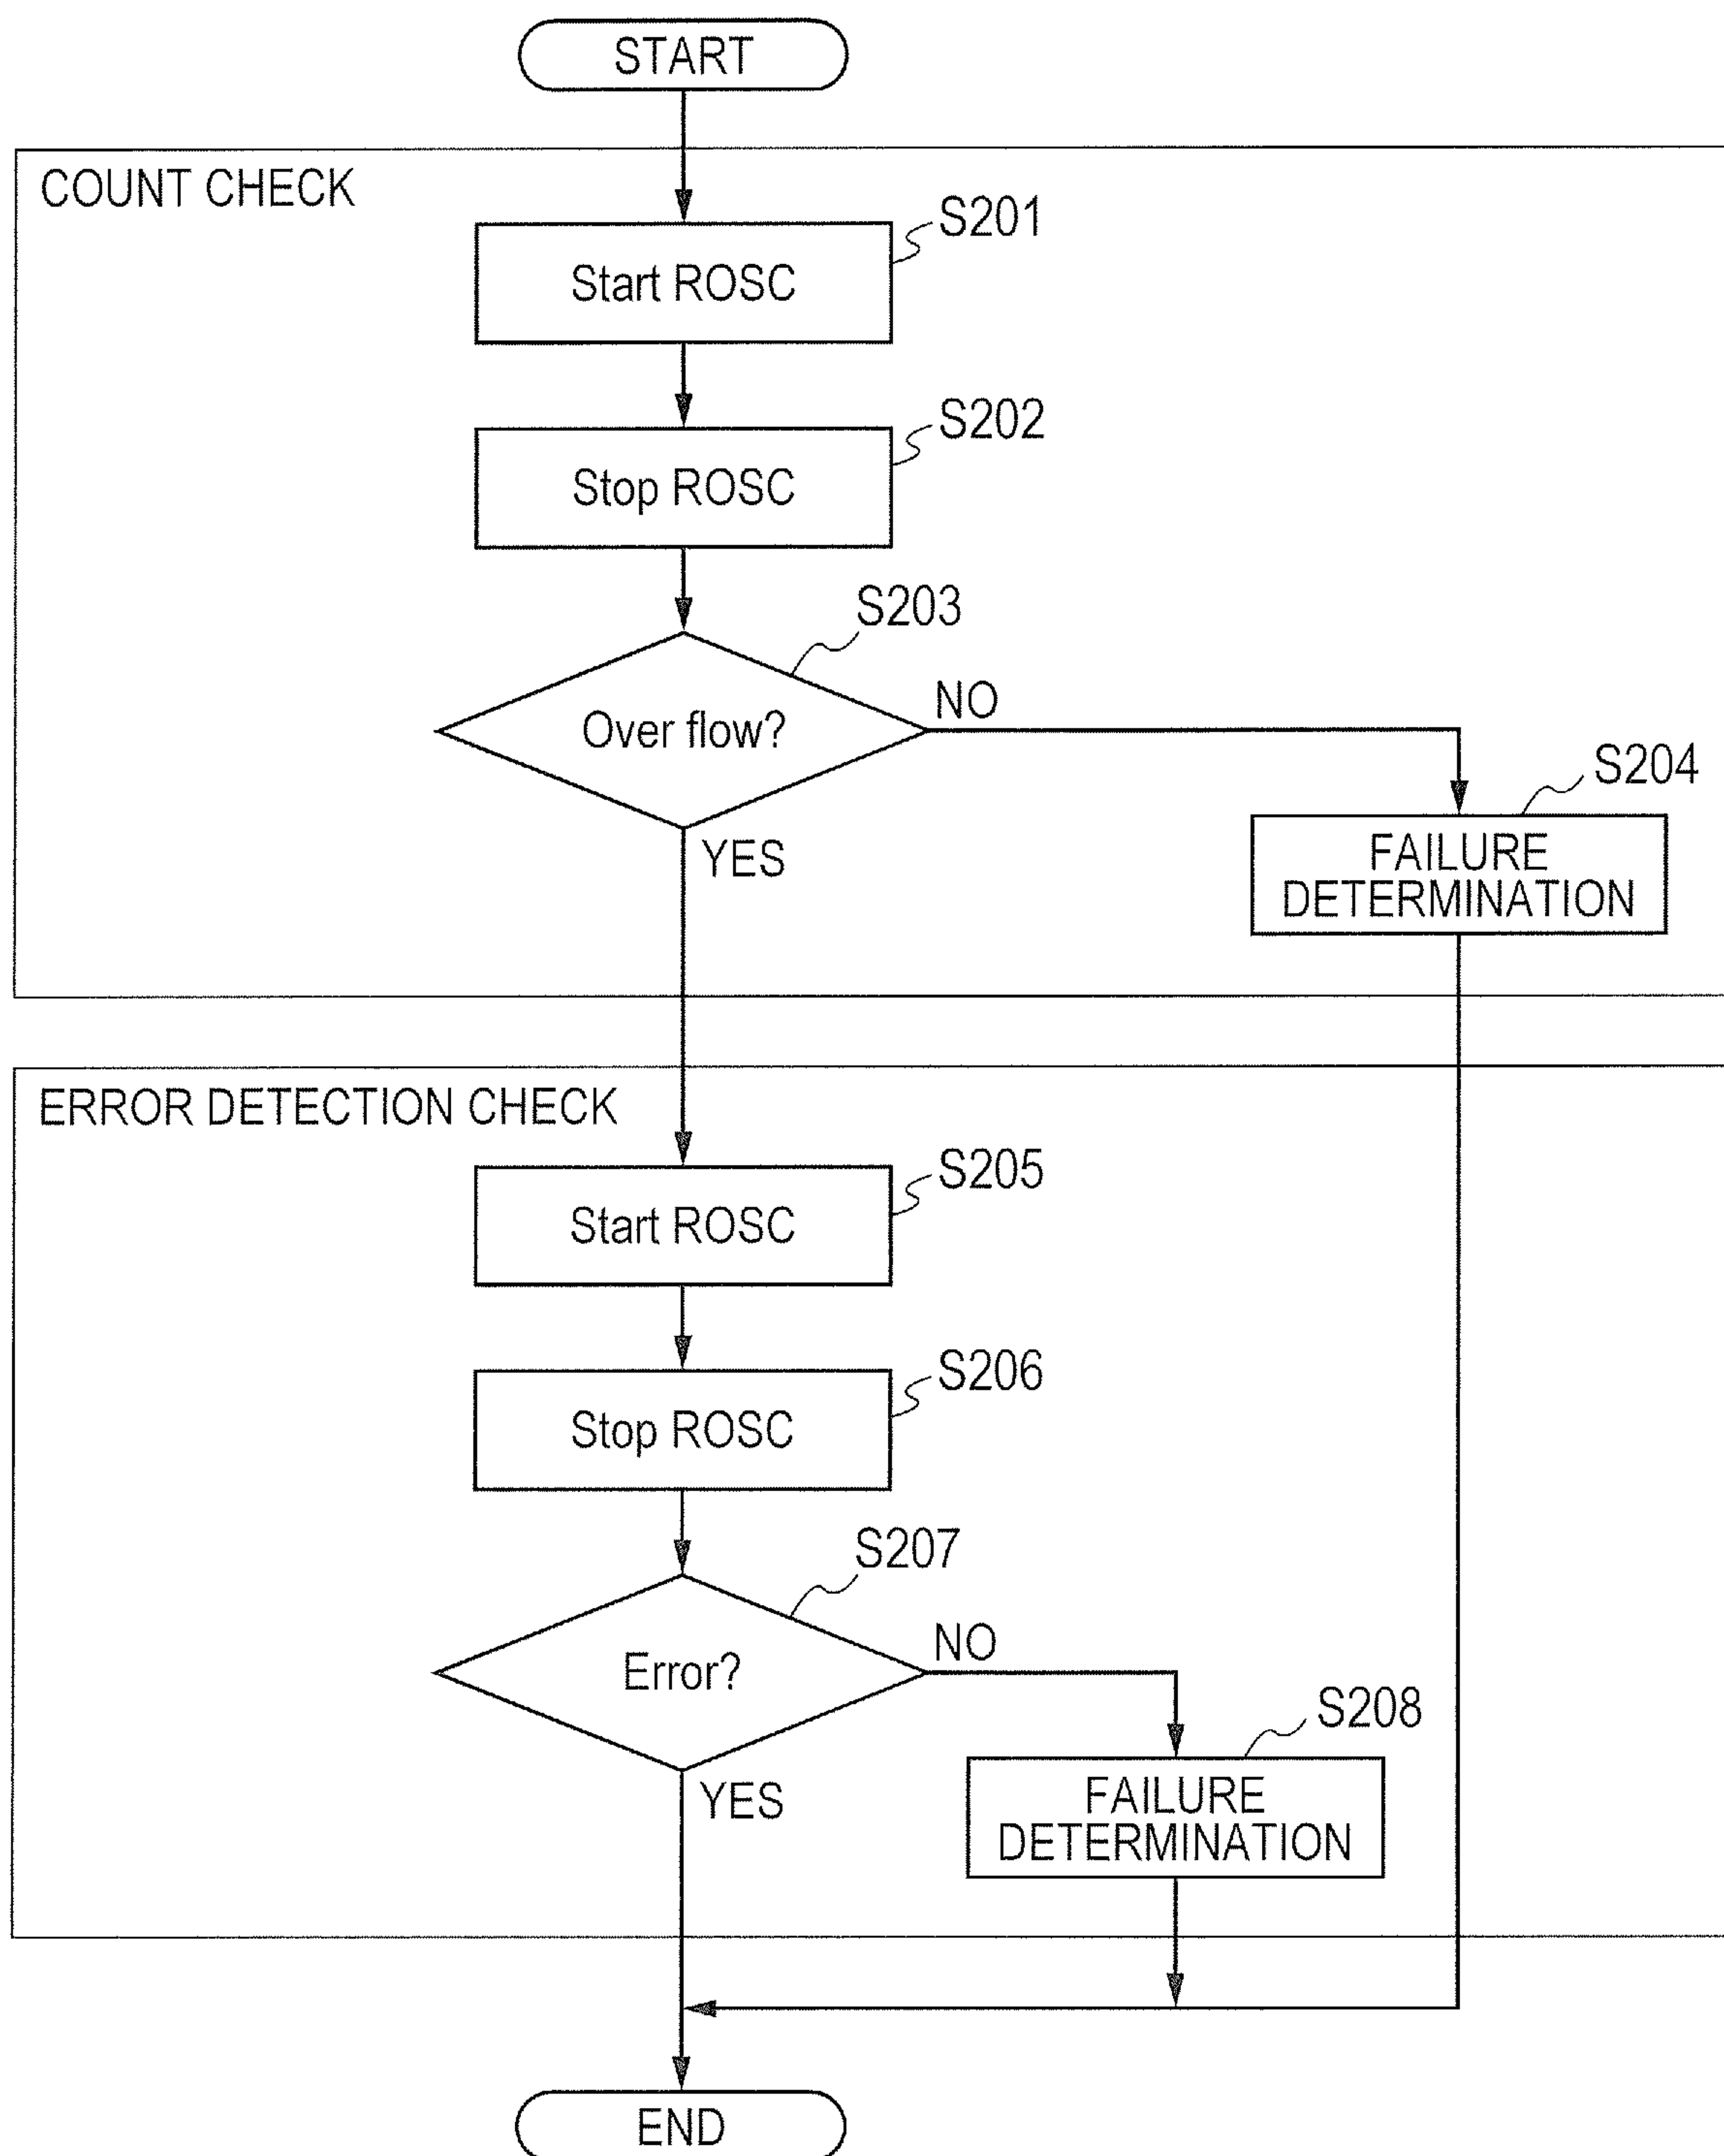 START
COUNT CHECK
S201
Start ROSC
S202
Stop ROSC
S203
Over flow?
NO
YES
S204
FAILURE
DETERMINATION
ERROR DETECTION CHECK
S205
Start ROSC
S206
Stop ROSC
S207
Error?
NO
YES
S208
FAILURE
DETERMINATION
END